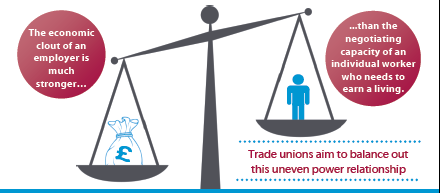 The economic
clout of an
employer is
much
stronger...
...than the
negotiating
capacity of an
individual worker
who needs to
earn a living.
£
Trade unions aim to balance out
this uneven power relationship